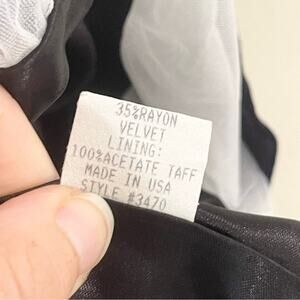 35%RAYON
VELVET
LINING:
100%ACETATE TAFF
MADE IN USA
STYLE #3470